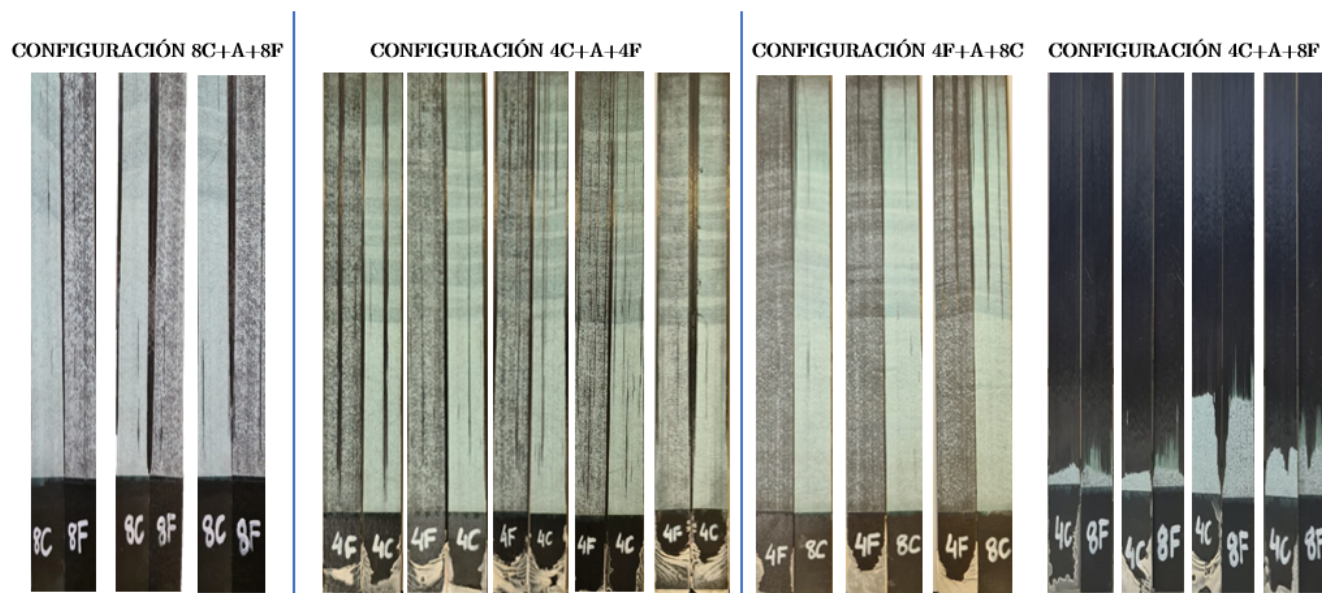 CONFIGURACIÓN 8C+A+8F
CONFIGURACIÓN 4C+A+4F
CONFIGURACIÓN 4F+A+8C
CONFIGURACIÓN 4C+A+8F
8C 8F
8C 8F
8C 8F
4F 4C
4F 4C
4F 4C
4F 4C
4F 4C
4F 8C
4F 8C
4F 8C
4C 8F
4C 8F
4C 8F
4C 8F